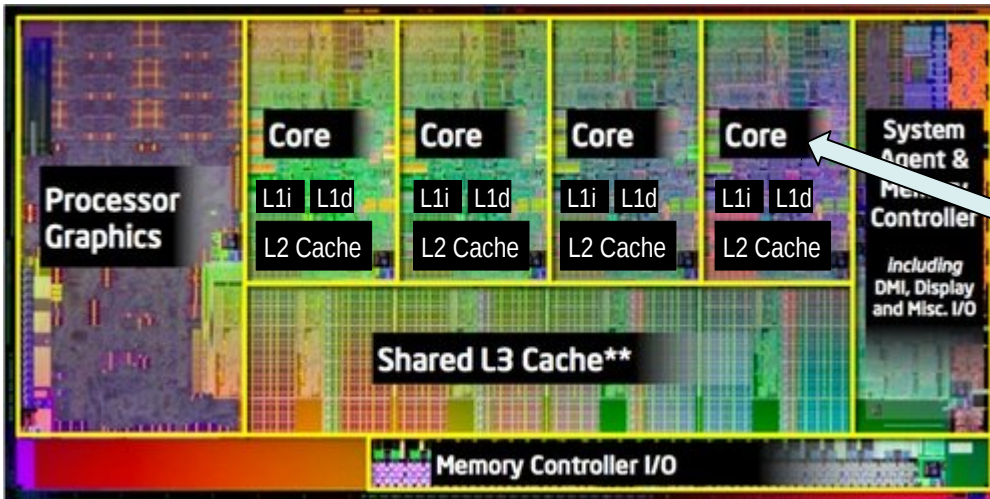 Processor
Graphics
Core
L1i L1d
L2 Cache
Core
L1i L1d
L2 Cache
Core
L1i L1d
L2 Cache
Core
L1i L1d
L2 Cache
System
Agent &
Memory
Controller
including
DMI, Display
and Misc. I/O
Shared L3 Cache**
Memory Controller I/O